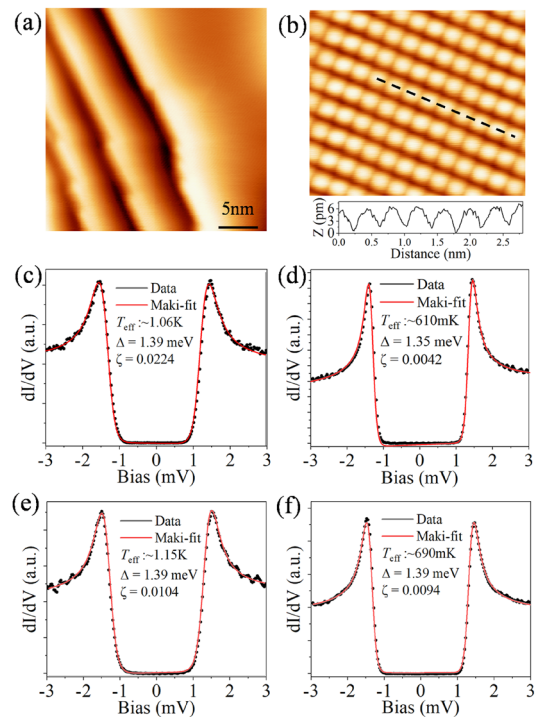 (a)
5nm
(b)
Z (pm)
6
3
0
0.0 0.5 1.0 1.5 2.0 2.5
Distance (nm)
(c)
Data
Maki-fit
Teff :~1.06K
Δ = 1.39 meV
ζ = 0.0224
dI/dV (a.u.)
-3 -2 -1 0 1 2 3
Bias (mV)
(d)
Data
Maki-fit
Teff :~610mK
Δ = 1.35 meV
ζ = 0.0042
dI/dV (a.u.)
-3 -2 -1 0 1 2 3
Bias (mV)
(e)
Data
Maki-fit
Teff :~1.15K
Δ = 1.39 meV
ζ = 0.0104
dI/dV (a.u.)
-3 -2 -1 0 1 2 3
Bias (mV)
(f)
Data
Maki-fit
Teff :~690mK
Δ = 1.39 meV
ζ = 0.0094
dI/dV (a.u.)
-3 -2 -1 0 1 2 3
Bias (mV)